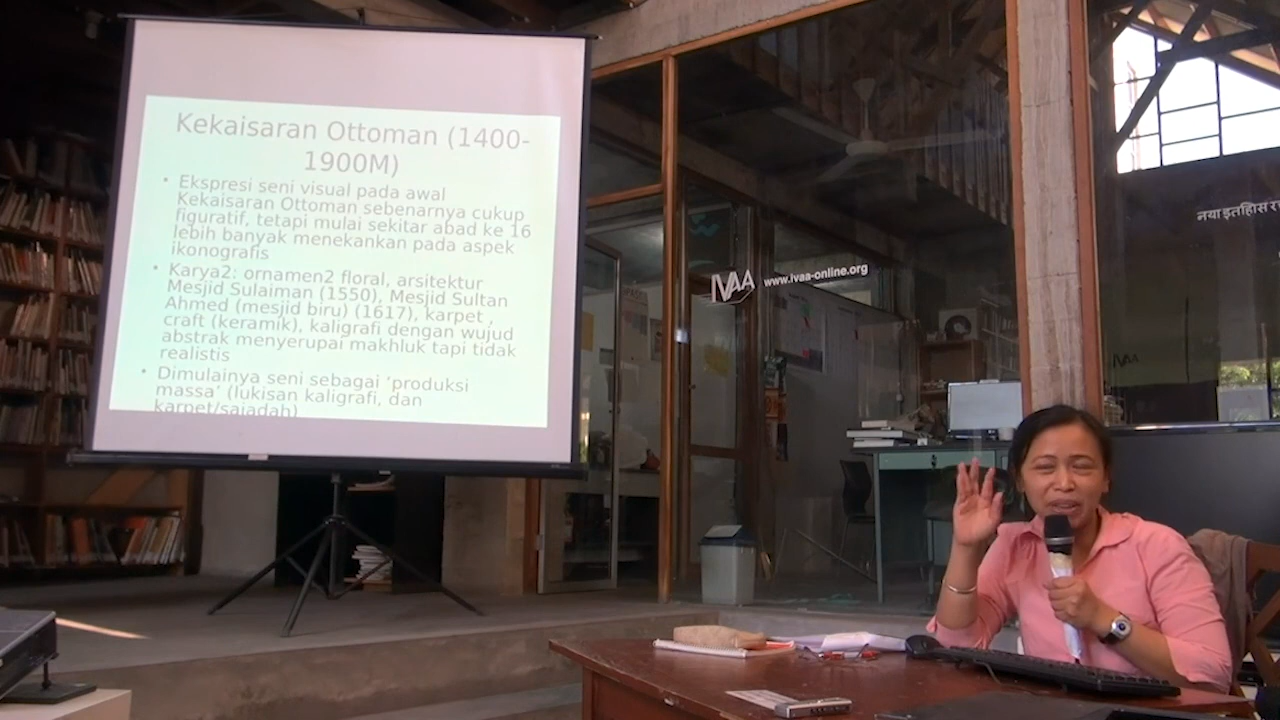 Kekaisaran Ottoman (1400-
1900M)
• Ekspresi seni visual pada awal
Kekaisaran Ottoman sebenarnya cukup
figuratif, tetapi mulai sekitar abad ke 16
lebih banyak menekankan pada aspek
ikonografis
• Karya2: ornamen2 floral, arsitektur
Mesjid Sulaiman (1550), Mesjid Sultan
Ahmed (mesjid biru) (1617), karpet ,
craft (keramik), kaligrafi dengan wujud
abstrak menyerupai makhluk tapi tidak
realistis
• Dimulainya seni sebagai ‘produksi
massa’ (lukisan kaligrafi, dan
karpet/sajadah)
IVAA www.ivaa-online.org
नया इतिहास
IVAA